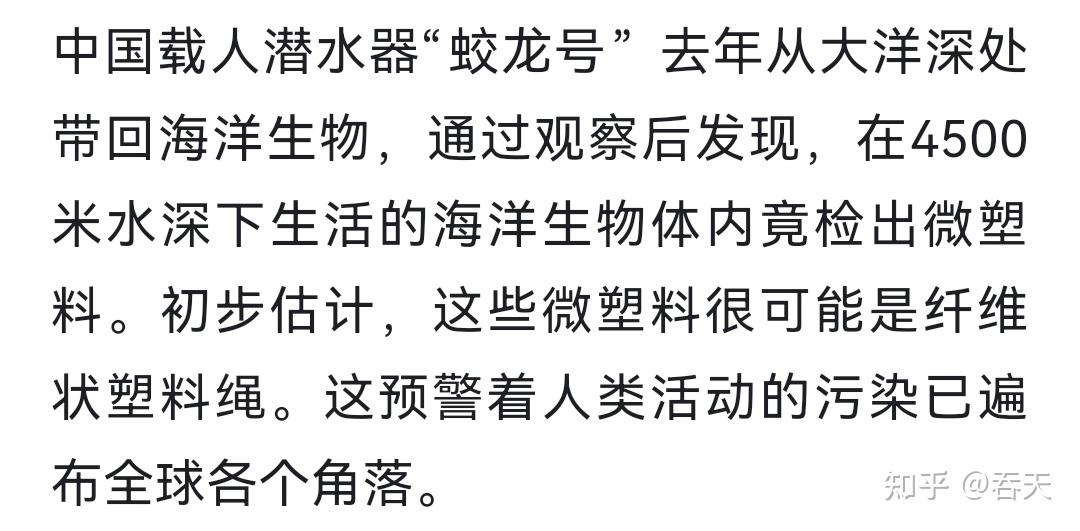 中国载人潜水器“蛟龙号” 去年从大洋深处
带回海洋生物，通过观察后发现，在4500
米水深下生活的海洋生物体内竟检出微塑
料。初步估计，这些微塑料很可能是纤维
状塑料绳。这预警着人类活动的污染已遍
布全球各个角落。
知乎 @吞天